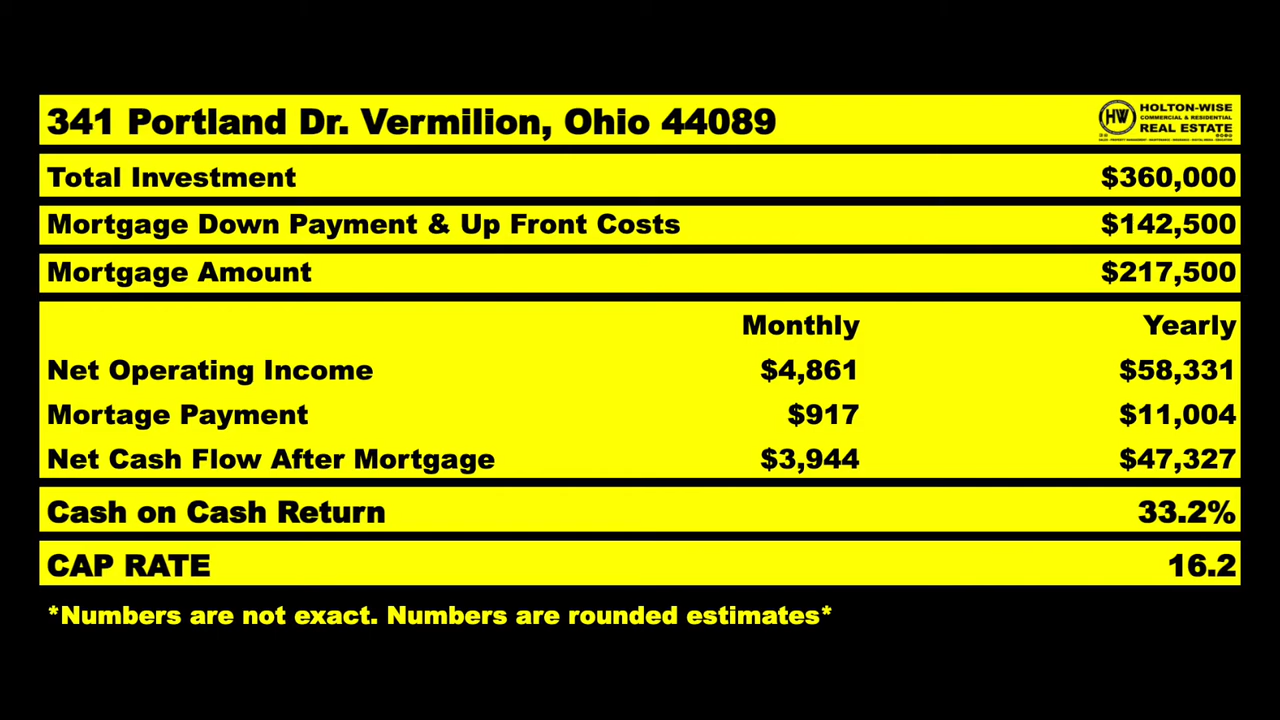 341 Portland Dr. Vermilion, Ohio 44089
HW
HOLTON-WISE
COMMERCIAL & RESIDENTIAL
REAL ESTATE
Total Investment $360,000
Mortgage Down Payment & Up Front Costs $142,500
Mortgage Amount $217,500
Monthly Yearly
Net Operating Income $4,861 $58,331
Mortage Payment $917 $11,004
Net Cash Flow After Mortgage $3,944 $47,327
Cash on Cash Return 33.2%
CAP RATE 16.2
*Numbers are not exact. Numbers are rounded estimates*